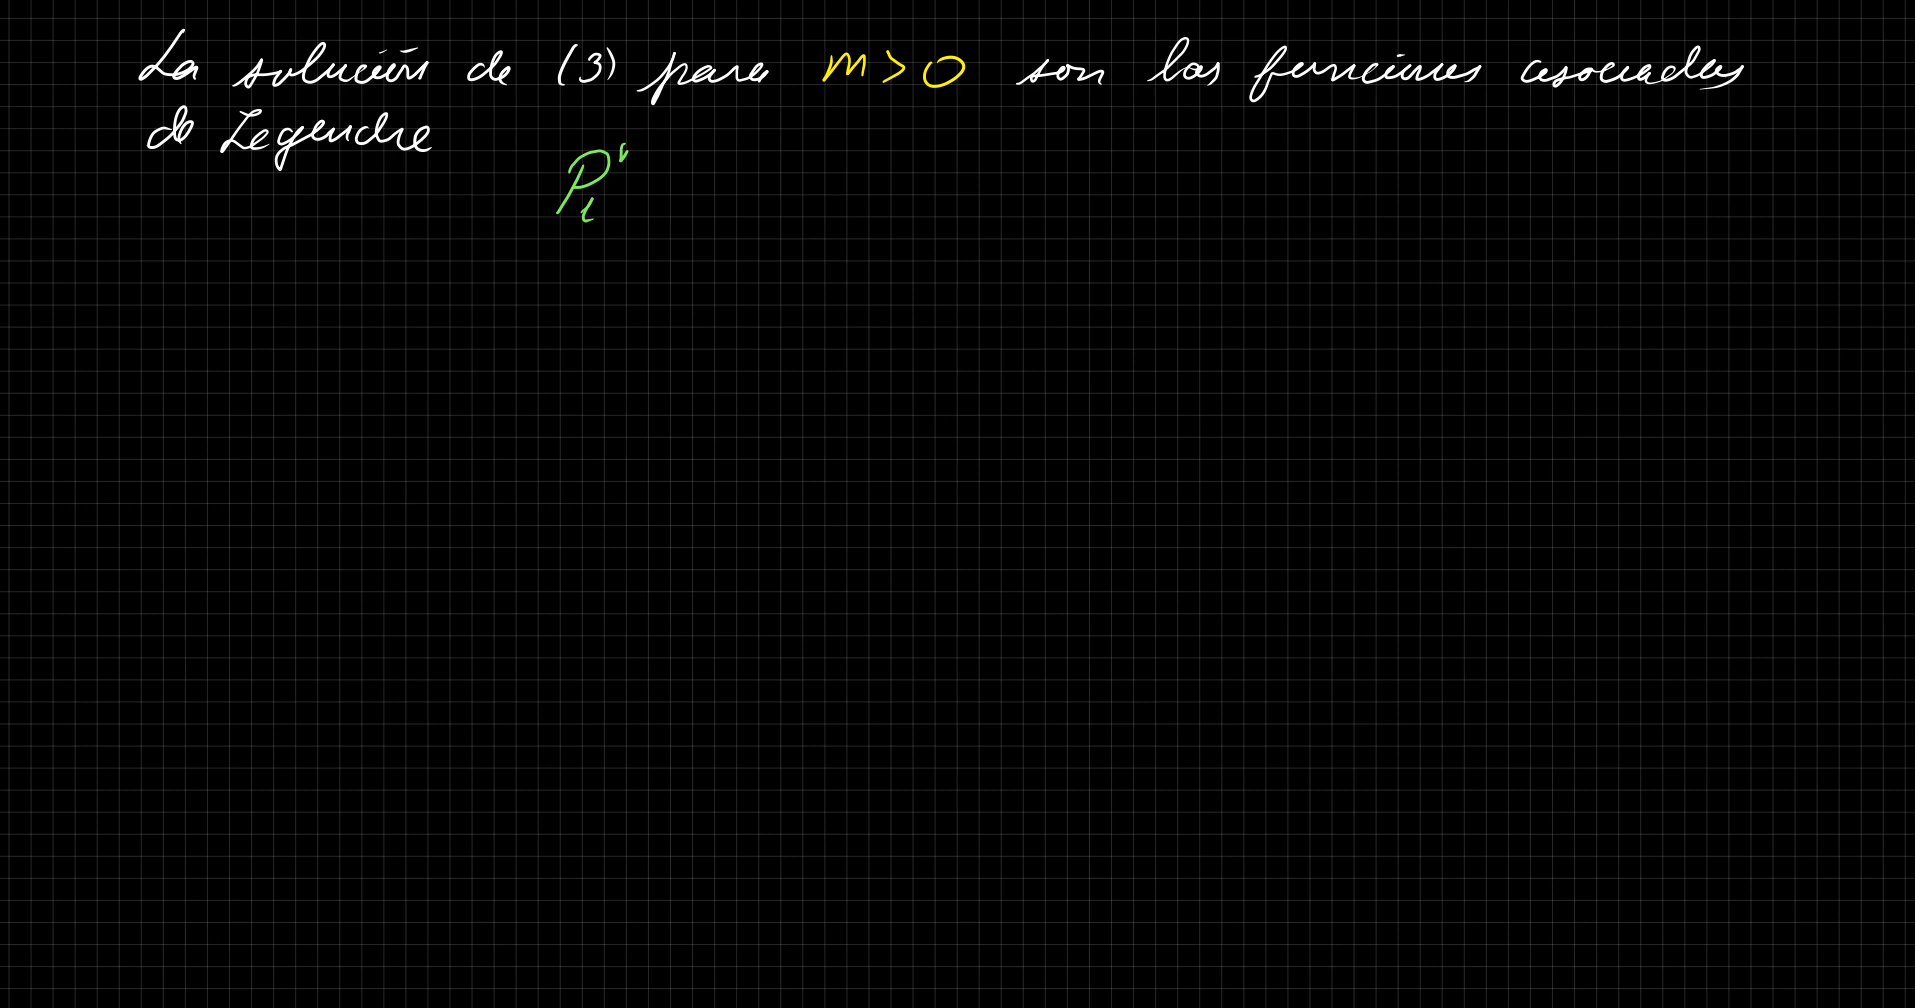 La solución de (3) para m > 0 son las funciones asociadas
de Legendre
P_l